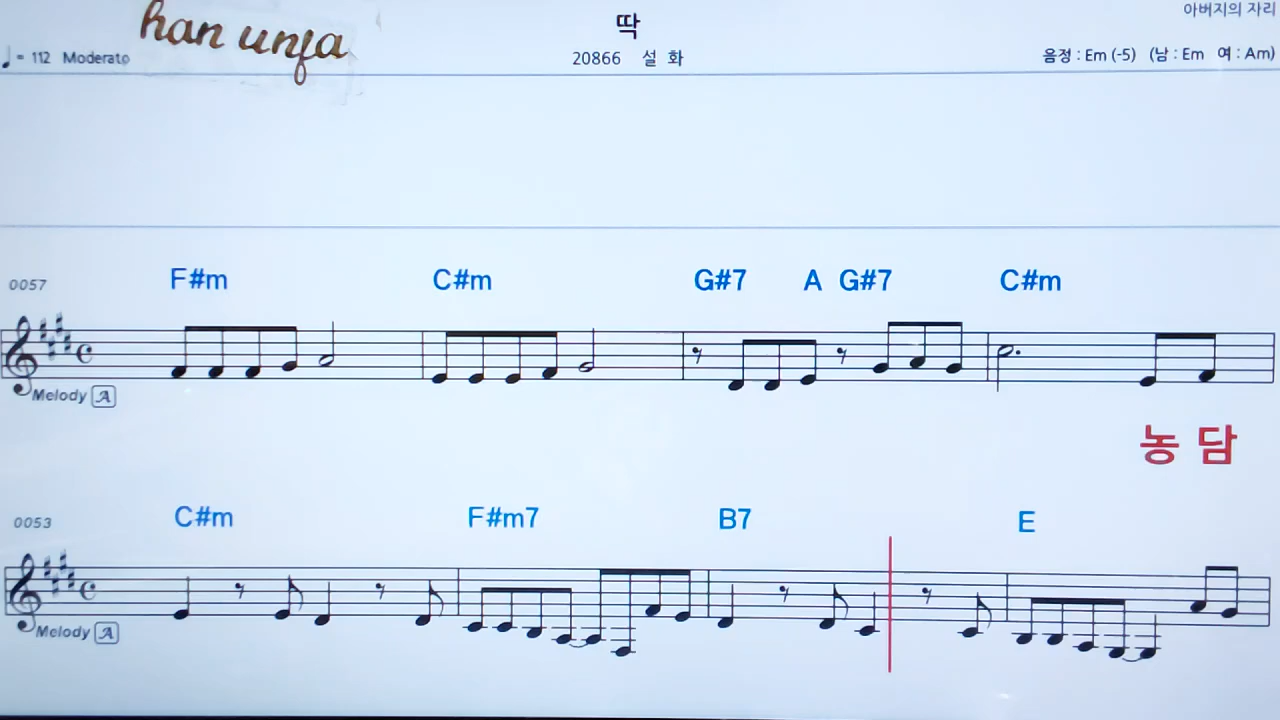 아버지의 자리
han unja
딱
♩= 112 Moderato
20866 설 화
음정 : Em (-5) (남 : Em 여 : Am)
0057
F#m C#m G#7 A G#7 C#m
Melody A
농 담
0053
C#m F#m7 B7 E
Melody A